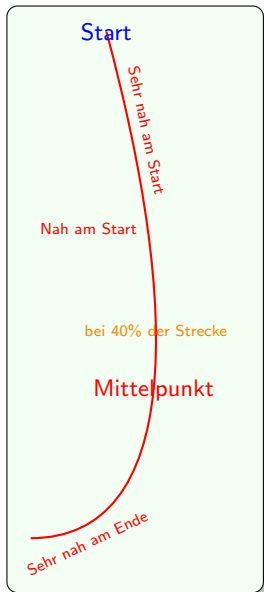 Start
Sehr nah am Start
Nah am Start
bei 40% der Strecke
Mittelpunkt
Sehr nah am Ende